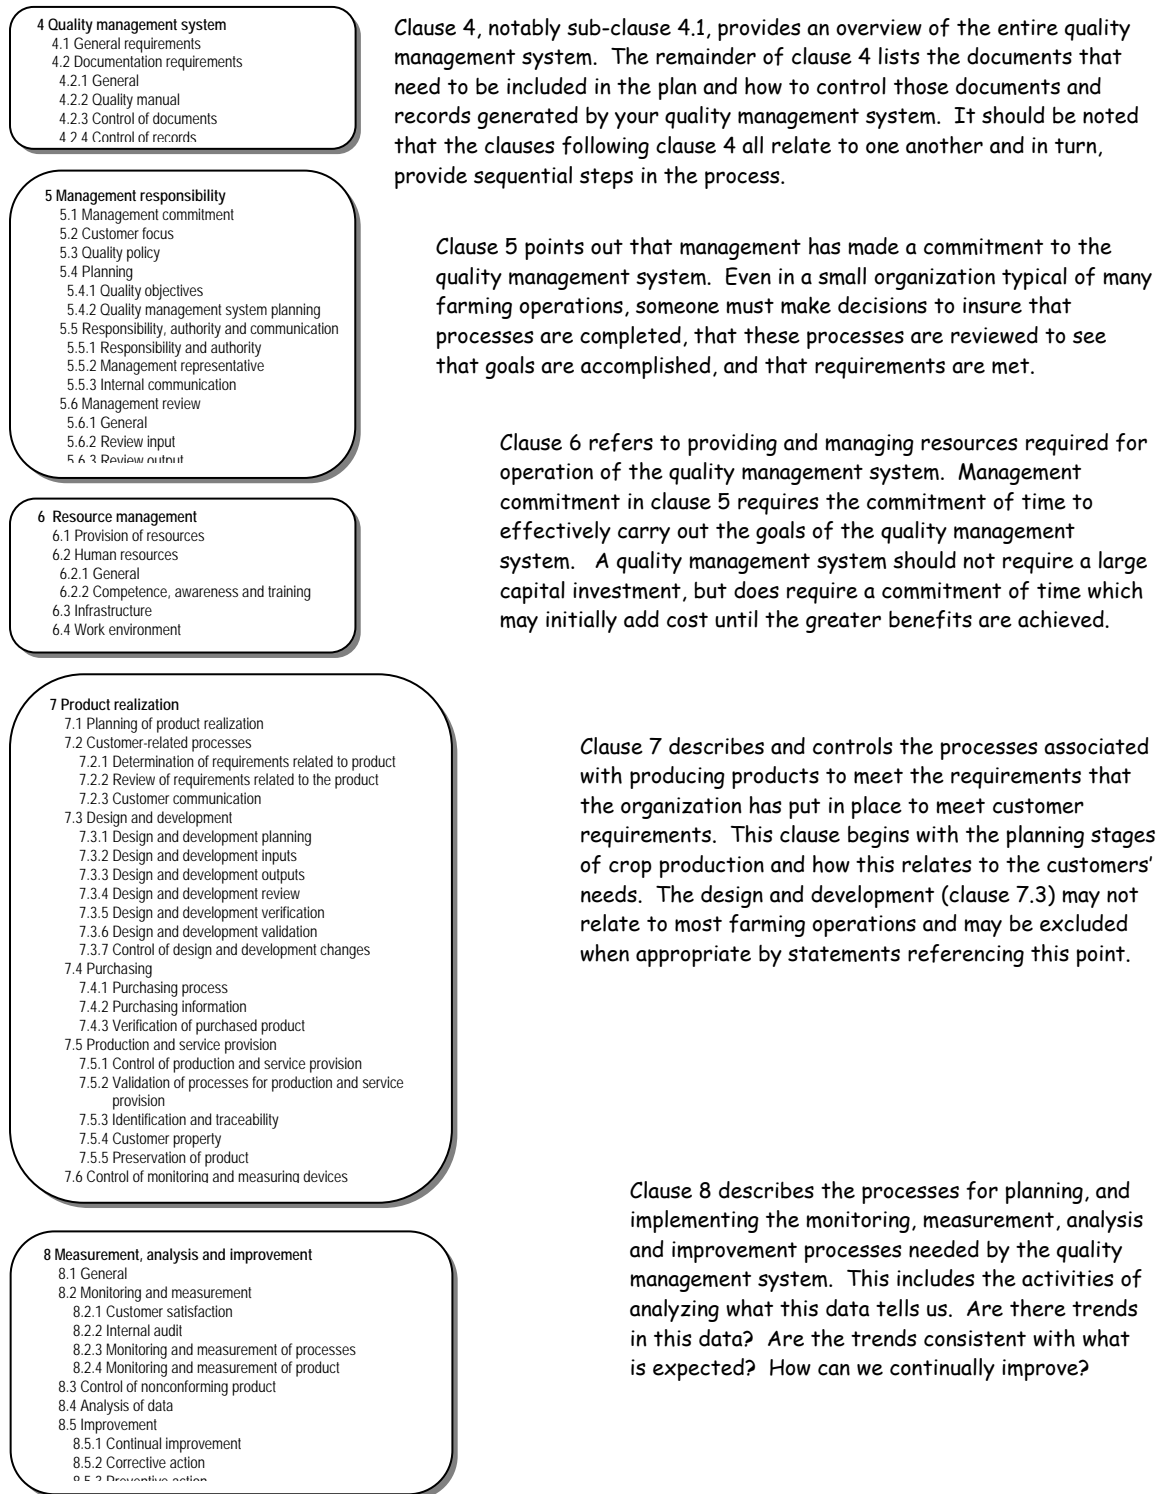 4 Quality management system
4.1 General requirements
4.2 Documentation requirements
4.2.1 General
4.2.2 Quality manual
4.2.3 Control of documents
4.2.4 Control of records
Clause 4, notably sub-clause 4.1, provides an overview of the entire quality
management system.  The remainder of clause 4 lists the documents that
need to be included in the plan and how to control those documents and
records generated by your quality management system.  It should be noted
that the clauses following clause 4 all relate to one another and in turn,
provide sequential steps in the process.
5 Management responsibility
5.1 Management commitment
5.2 Customer focus
5.3 Quality policy
5.4 Planning
5.4.1 Quality objectives
5.4.2 Quality management system planning
5.5 Responsibility, authority and communication
5.5.1 Responsibility and authority
5.5.2 Management representative
5.5.3 Internal communication
5.6 Management review
5.6.1 General
5.6.2 Review input
5.6.3 Review output
Clause 5 points out that management has made a commitment to the
quality management system.  Even in a small organization typical of many
farming operations, someone must make decisions to insure that
processes are completed, that these processes are reviewed to see
that goals are accomplished, and that requirements are met.
6  Resource management
6.1 Provision of resources
6.2 Human resources
6.2.1 General
6.2.2 Competence, awareness and training
6.3 Infrastructure
6.4 Work environment
Clause 6 refers to providing and managing resources required for
operation of the quality management system.  Management
commitment in clause 5 requires the commitment of time to
effectively carry out the goals of the quality management
system.   A quality management system should not require a large
capital investment, but does require a commitment of time which
may initially add cost until the greater benefits are achieved.
7 Product realization
7.1 Planning of product realization
7.2 Customer-related processes
7.2.1 Determination of requirements related to product
7.2.2 Review of requirements related to the product
7.2.3 Customer communication
7.3 Design and development
7.3.1 Design and development planning
7.3.2 Design and development inputs
7.3.3 Design and development outputs
7.3.4 Design and development review
7.3.5 Design and development verification
7.3.6 Design and development validation
7.3.7 Control of design and development changes
7.4 Purchasing
7.4.1 Purchasing process
7.4.2 Purchasing information
7.4.3 Verification of purchased product
7.5 Production and service provision
7.5.1 Control of production and service provision
7.5.2 Validation of processes for production and service
provision
7.5.3 Identification and traceability
7.5.4 Customer property
7.5.5 Preservation of product
7.6 Control of monitoring and measuring devices
Clause 7 describes and controls the processes associated
with producing products to meet the requirements that
the organization has put in place to meet customer
requirements.  This clause begins with the planning stages
of crop production and how this relates to the customers’
needs.  The design and development (clause 7.3) may not
relate to most farming operations and may be excluded
when appropriate by statements referencing this point.
8 Measurement, analysis and improvement
8.1 General
8.2 Monitoring and measurement
8.2.1 Customer satisfaction
8.2.2 Internal audit
8.2.3 Monitoring and measurement of processes
8.2.4 Monitoring and measurement of product
8.3 Control of nonconforming product
8.4 Analysis of data
8.5 Improvement
8.5.1 Continual improvement
8.5.2 Corrective action
8.5.3 Preventive action
Clause 8 describes the processes for planning, and
implementing the monitoring, measurement, analysis
and improvement processes needed by the quality
management system.  This includes the activities of
analyzing what this data tells us.  Are there trends
in this data?  Are the trends consistent with what
is expected?  How can we continually improve?